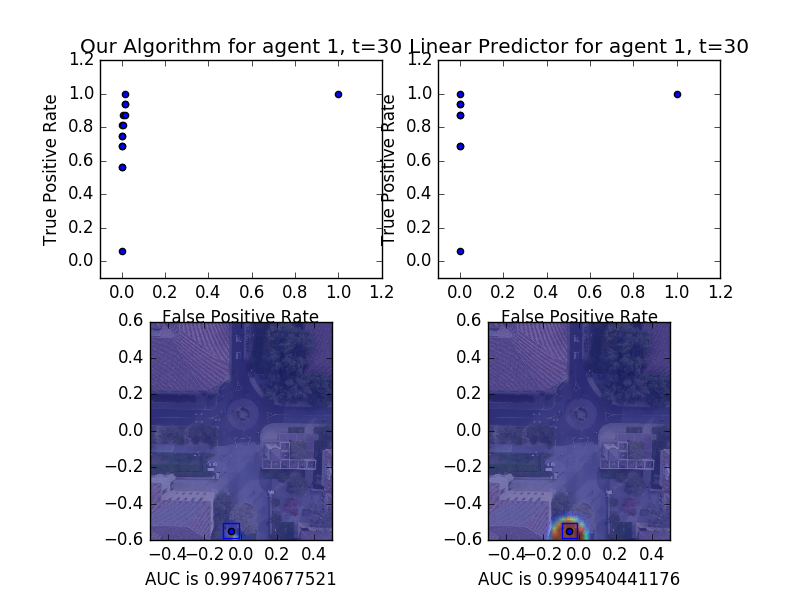 Our Algorithm for agent 1, t=30 Linear Predictor for agent 1, t=30
1.2 1.2
1.0 1.0
0.8 0.8
0.6 0.6
0.4 0.4
0.2 0.2
0.0 0.0
True Positive Rate True Positive Rate
0.0 0.2 0.4 0.6 0.8 1.0 1.2 0.0 0.2 0.4 0.6 0.8 1.0 1.2
False Positive Rate False Positive Rate
0.6 0.6
0.4 0.4
0.2 0.2
0.0 0.0
−0.2 −0.2
−0.4 −0.4
−0.6 −0.6
−0.4 −0.2 0.0 0.2 0.4 −0.4 −0.2 0.0 0.2 0.4
AUC is 0.99740677521 AUC is 0.999540441176